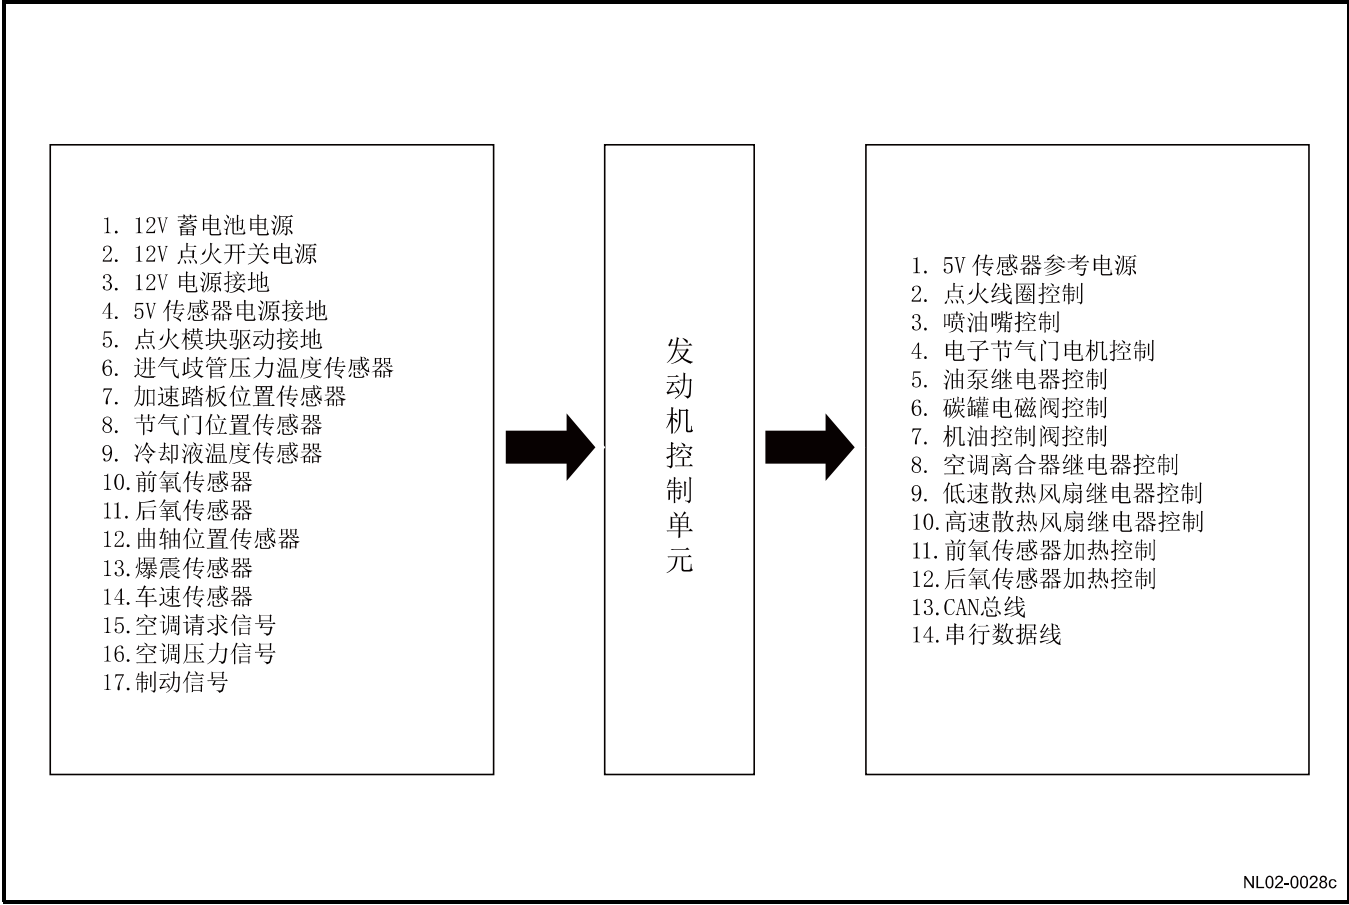 1. 12V 蓄电池电源
2. 12V 点火开关电源
3. 12V 电源接地
4. 5V 传感器电源接地
5. 点火模块驱动接地
6. 进气歧管压力温度传感器
7. 加速踏板位置传感器
8. 节气门位置传感器
9. 冷却液温度传感器
10.前氧传感器
11.后氧传感器
12.曲轴位置传感器
13.爆震传感器
14.车速传感器
15.空调请求信号
16.空调压力信号
17.制动信号
发动机控制单元
1. 5V 传感器参考电源
2. 点火线圈控制
3. 喷油嘴控制
4. 电子节气门电机控制
5. 油泵继电器控制
6. 碳罐电磁阀控制
7. 机油控制阀控制
8. 空调离合器继电器控制
9. 低速散热风扇继电器控制
10.高速散热风扇继电器控制
11.前氧传感器加热控制
12.后氧传感器加热控制
13.CAN总线
14.串行数据线
NL02-0028c